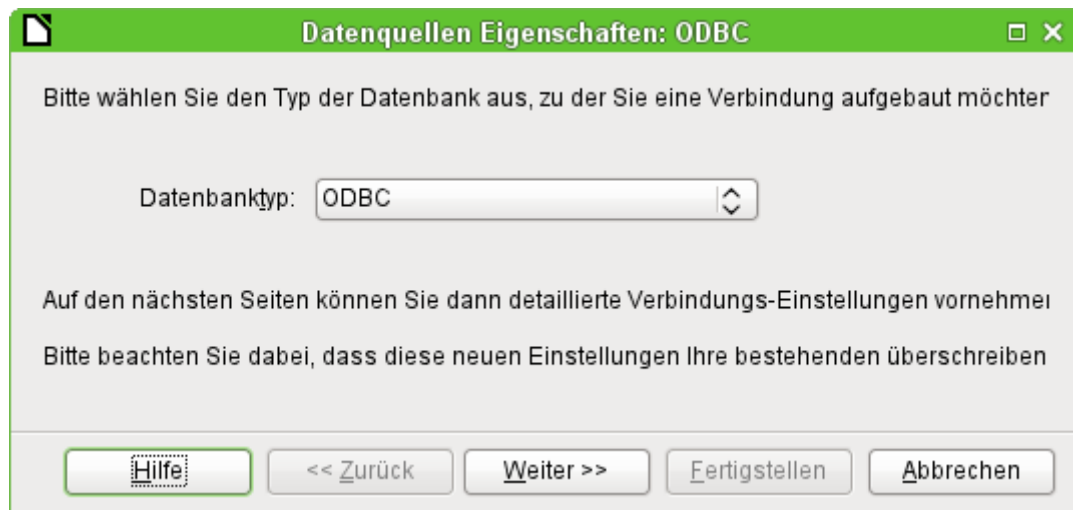 Datenquellen Eigenschaften: ODBC
Bitte wählen Sie den Typ der Datenbank aus, zu der Sie eine Verbindung aufgebaut möchter
Datenbanktyp: ODBC
Auf den nächsten Seiten können Sie dann detaillierte Verbindungs-Einstellungen vornehmer
Bitte beachten Sie dabei, dass diese neuen Einstellungen Ihre bestehenden überschreiben
Hilfe << Zurück Weiter >> Fertigstellen Abbrechen